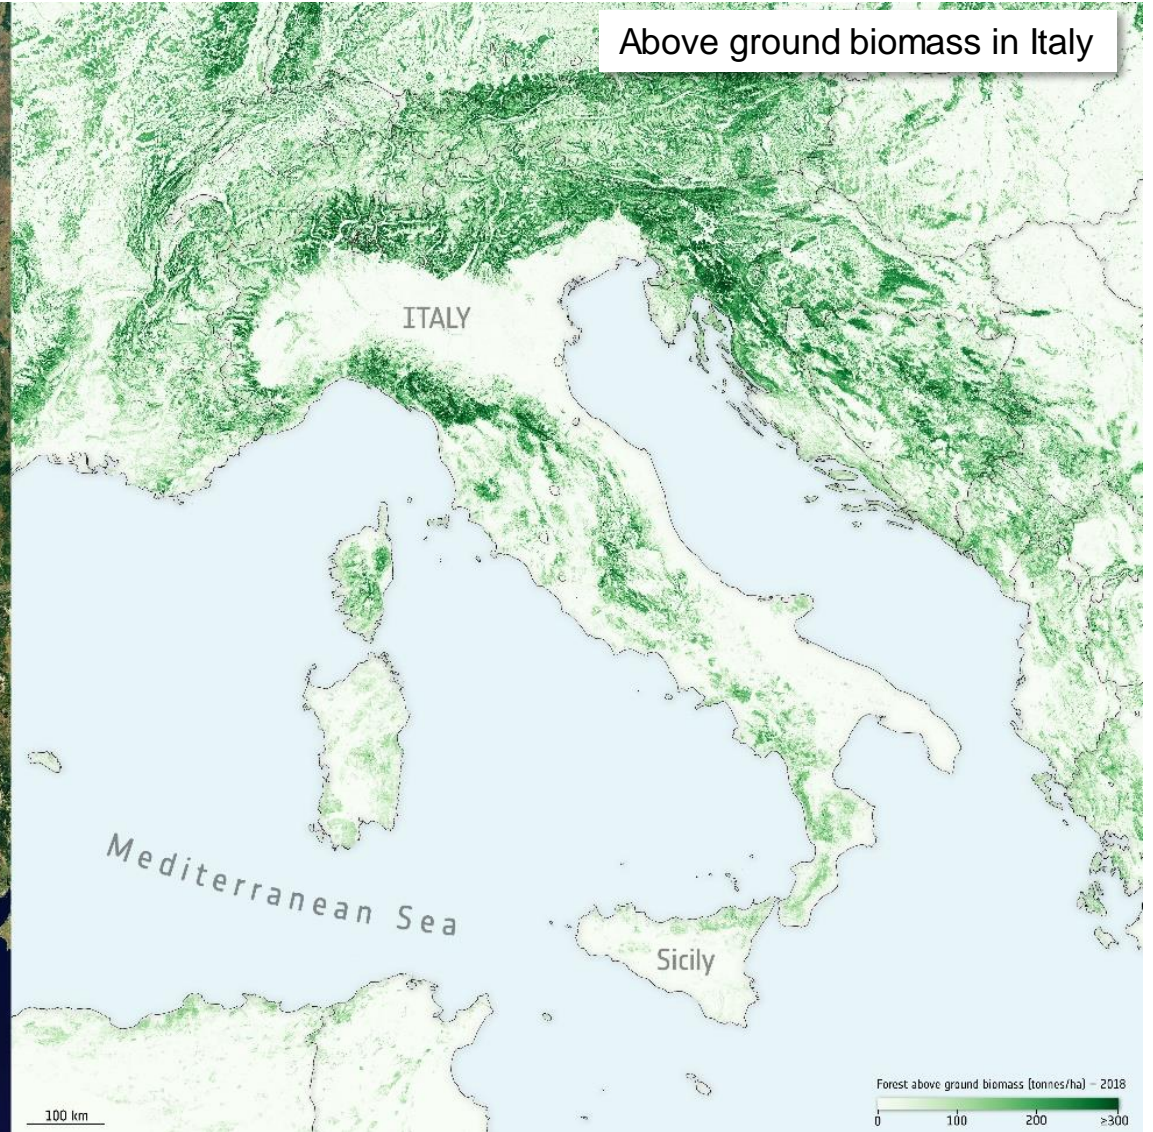 Above ground biomass in Italy
ITALY
Mediterranean Sea
Sicily
Forest above ground biomass (tonnes/ha) – 2018
0 100 200 ≥300
100 km